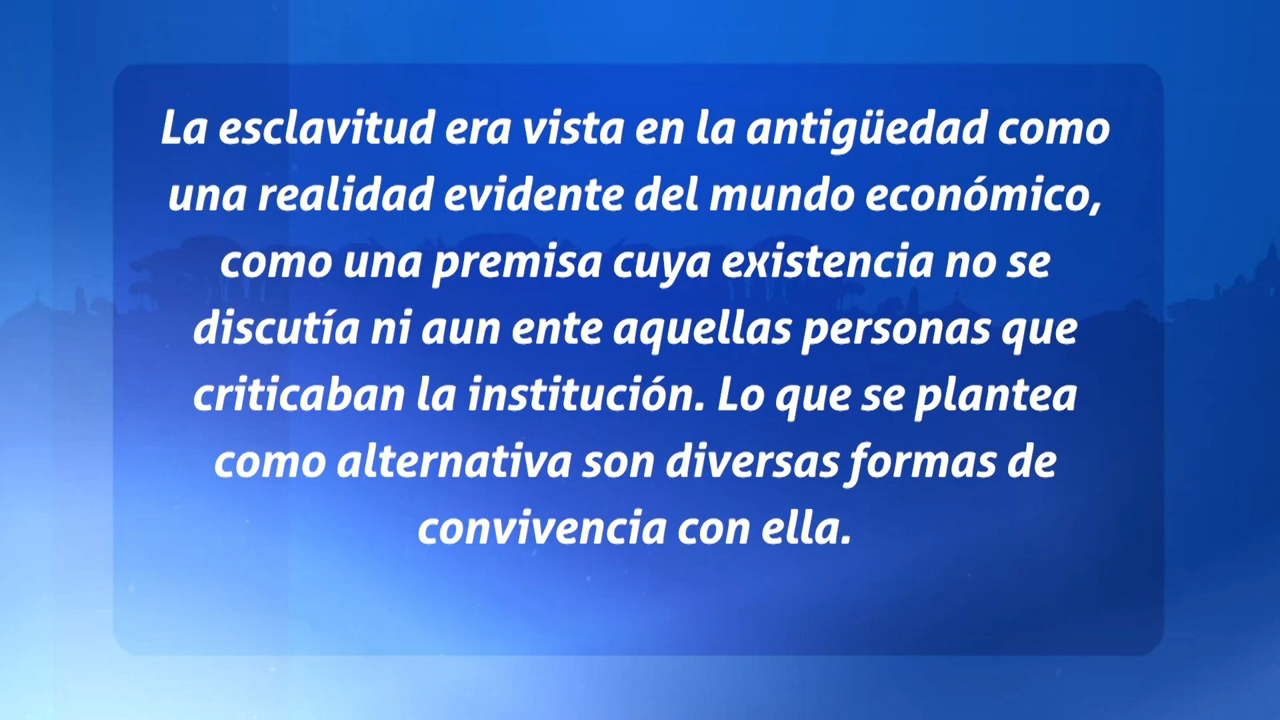 La esclavitud era vista en la antigüedad como
una realidad evidente del mundo económico,
como una premisa cuya existencia no se
discutía ni aun ente aquellas personas que
criticaban la institución. Lo que se plantea
como alternativa son diversas formas de
convivencia con ella.